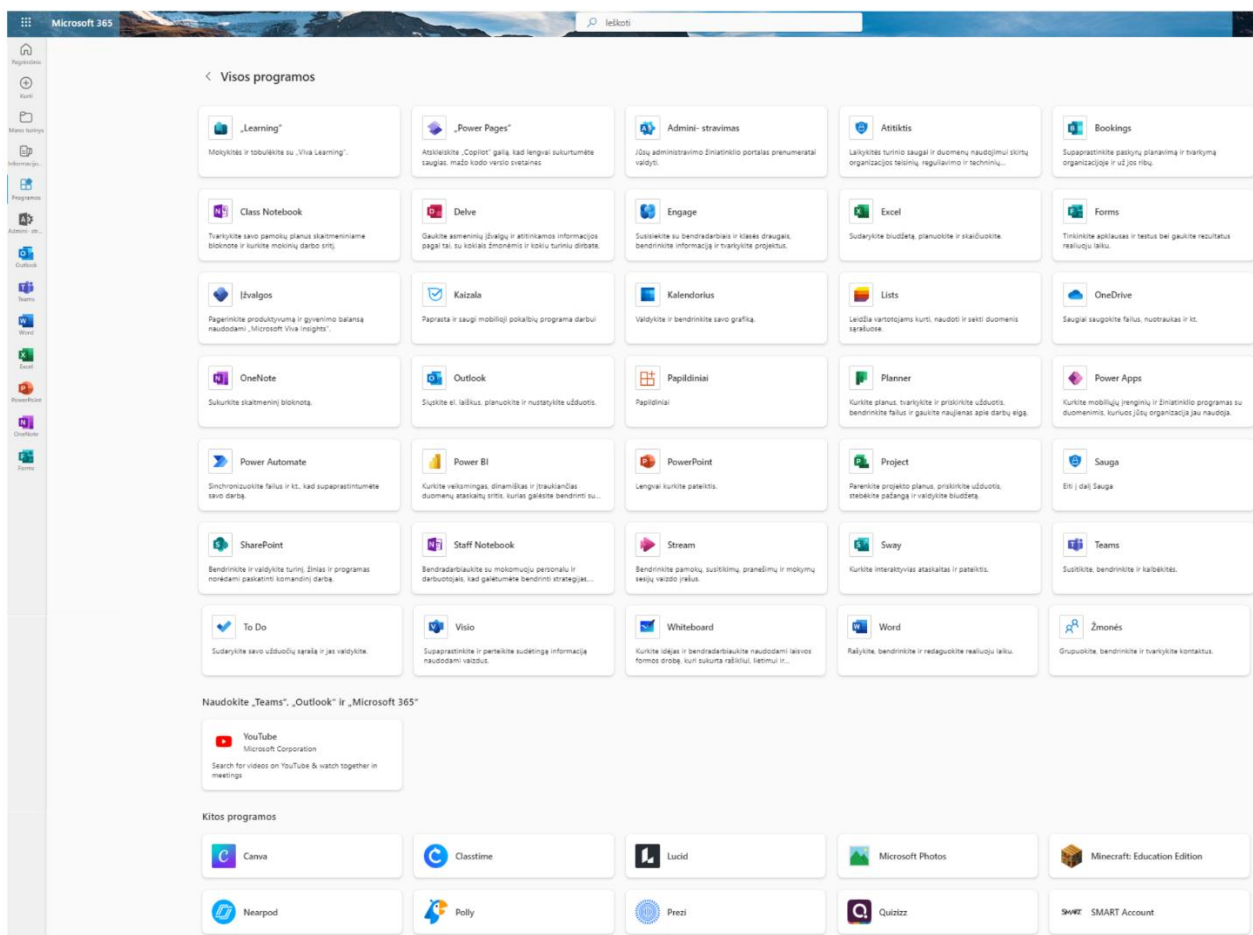 Microsoft 365
Ieškoti
Pagrindinis
Kurti
Mano turinys
Informacija...
Programos
Admini- str...
Outlook
Teams
Word
Excel
PowerPoint
OneNote
Forms
Visos programos
„Learning“
Mokykitės ir tobulėkite su „Viva Learning“.
„Power Pages“
Atskleiskite „Copilot“ galią, kad lengvai sukurtumėte
saugias, mažo kodo verslo svetaines
Admini- stravimas
Jūsų administravimo žiniatinklio portalas prenumeratai
valdyti.
Atitiktis
Laikykitės turinio saugai ir duomenų naudojimui skirtų
organizacijos teisinių, reguliavimo ir techninių...
Bookings
Supaprastinkite paskyrų planavimą ir tvarkymą
organizacijoje ir už jos ribų.
Class Notebook
Tvarkykite savo pamokų planus skaitmeniniame
bloknote ir kurkite mokinių darbo sritį.
Delve
Gaukite asmeninių įžvalgų ir atitinkamos informacijos
pagal tai, su kokiais žmonėmis ir kokiu turiniu dirbate.
Engage
Susisiekite su bendradarbiais ir klasės draugais,
bendrinkite informaciją ir tvarkykite projektus.
Excel
Sudarykite biudžetą, planuokite ir skaičiuokite.
Forms
Tinkinkite apklausas ir testus bei gaukite rezultatus
realiuoju laiku.
Įžvalgos
Pagerinkite produktyvumą ir gyvenimo balansą
naudodami „Microsoft Viva Insights“.
Kaizala
Paprasta ir saugi mobilioji pokalbių programa darbui
Kalendorius
Valdykite ir bendrinkite savo grafiką.
Lists
Leidžia vartotojams kurti, naudoti ir sekti duomenis
sąrašuose.
OneDrive
Saugiai saugokite failus, nuotraukas ir kt.
OneNote
Sukurkite skaitmeninį bloknotą.
Outlook
Siųskite el. laiškus, planuokite ir nustatykite užduotis.
Papildiniai
Papildiniai
Planner
Kurkite planus, tvarkykite ir priskirkite užduotis,
bendrinkite failus ir gaukite naujienas apie darbų eigą.
Power Apps
Kurkite mobiliųjų įrenginių ir žiniatinklio programas su
duomenimis, kuriuos jūsų organizacija jau naudoja.
Power Automate
Sinchronizuokite failus ir kt., kad supaprastintumėte
savo darbą.
Power BI
Kurkite veiksmingas, dinamiškas ir įtraukiančias
duomenų ataskaitų sritis, kurias galėsite bendrinti su...
PowerPoint
Lengvai kurkite pateiktis.
Project
Parenkite projekto planus, priskirkite užduotis,
stebėkite pažangą ir valdykite biudžetą.
Sauga
Eiti į dalį Sauga
SharePoint
Bendrinkite ir valdykite turinį, žinias ir programas
norėdami paskatinti komandinį darbą.
Staff Notebook
Bendradarbiaukite su mokomuoju personalu ir
darbuotojais, kad galėtumėte bendrinti strategijas,...
Stream
Bendrinkite pamokų, susitikimų, pranešimų ir mokymų
sesijų vaizdo įrašus.
Sway
Kurkite interaktyvias ataskaitas ir pateiktis.
Teams
Susitikite, bendrinkite ir kalbėkitės.
To Do
Sudarykite savo užduočių sąrašą ir jas valdykite.
Visio
Supaprastinkite ir perteikite sudėtingą informaciją
naudodami vaizdus.
Whiteboard
Kurkite idėjas ir bendradarbiaukite naudodami laisvos
formos drobę, kuri sukurta rašikliui, lietimui ir...
Word
Rašykite, bendrinkite ir redaguokite realiuoju laiku.
Žmonės
Grupuokite, bendrinkite ir tvarkykite kontaktus.
Naudokite „Teams“, „Outlook“ ir „Microsoft 365“
YouTube
Microsoft Corporation
Search for videos on YouTube & watch together in
meetings
Kitos programos
Canva
Classtime
Lucid
Microsoft Photos
Minecraft: Education Edition
Nearpod
Polly
Prezi
Quizizz
SMART SMART Account